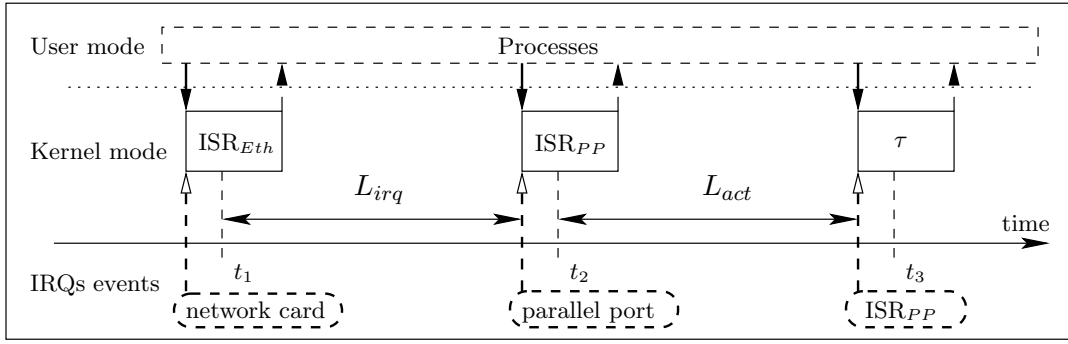 User mode
Processes
Kernel mode
ISR_Eth
ISR_PP
τ
L_irq
L_act
time
t_1
t_2
t_3
IRQs events
network card
parallel port
ISR_PP